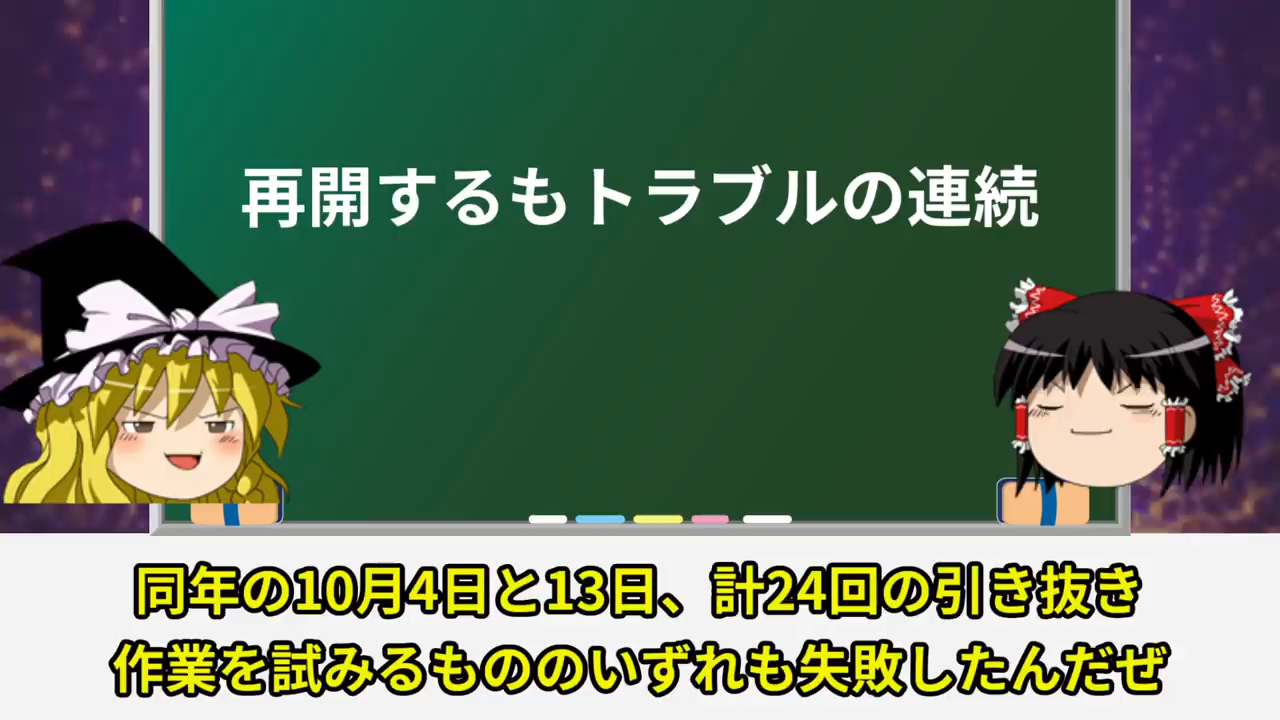 再開するもトラブルの連続
同年の10月4日と13日、計24回の引き抜き
作業を試みるもののいずれも失敗したんだぜ